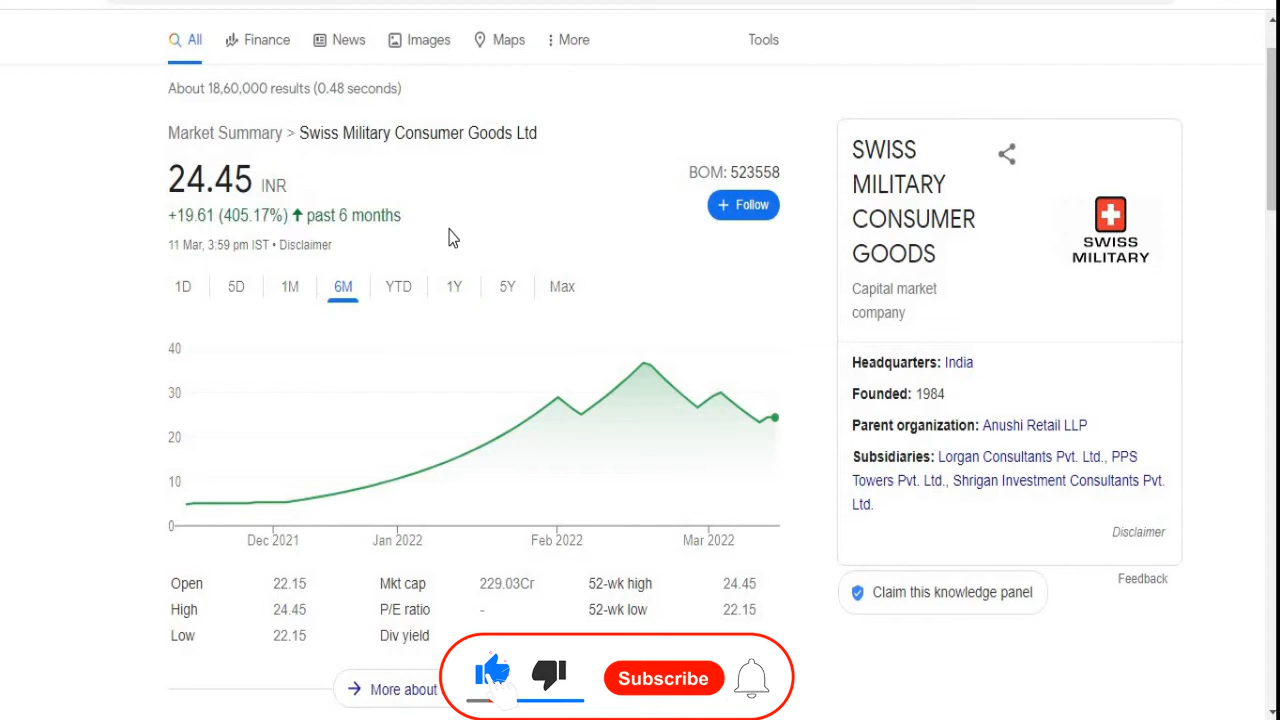 All Finance News Images Maps More Tools
About 18,60,000 results (0.48 seconds)
Market Summary > Swiss Military Consumer Goods Ltd
24.45 INR
BOM: 523558
+ Follow
+19.61 (405.17%) ↑ past 6 months
11 Mar, 3:59 pm IST • Disclaimer
1D 5D 1M 6M YTD 1Y 5Y Max
40
30
20
10
0
Dec 2021 Jan 2022 Feb 2022 Mar 2022
Open 22.15 Mkt cap 229.03Cr 52-wk high 24.45
High 24.45 P/E ratio - 52-wk low 22.15
Low 22.15 Div yield
→ More about
SWISS
MILITARY
CONSUMER
GOODS
SWISS
MILITARY
Capital market
company
Headquarters: India
Founded: 1984
Parent organization: Anushi Retail LLP
Subsidiaries: Lorgan Consultants Pvt. Ltd., PPS
Towers Pvt. Ltd., Shrigan Investment Consultants Pvt.
Ltd.
Disclaimer
Feedback
Claim this knowledge panel
Subscribe